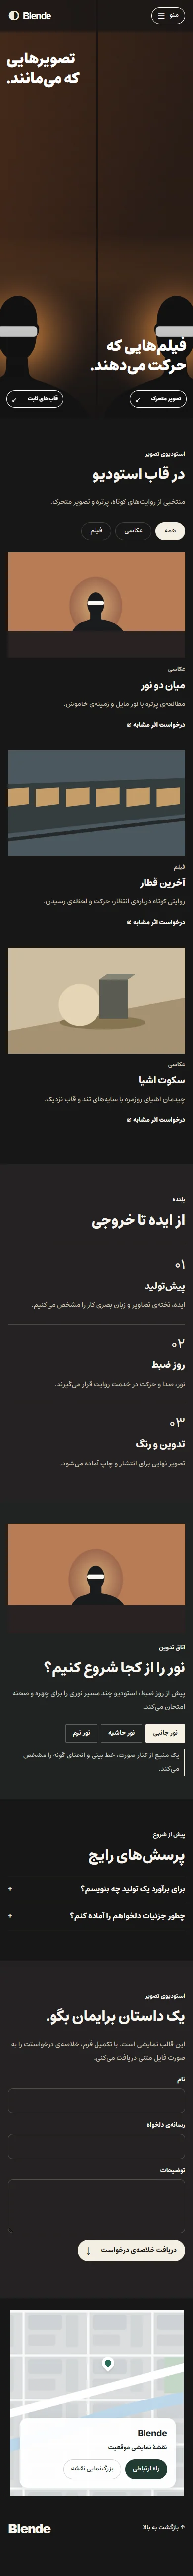 Blende
منو
تصویرهایی
که می‌مانند.
فیلم‌هایی که
حرکت می‌دهند.
قاب‌های ثابت
تصویر متحرک
استودیوی تصویر
در قاب استودیو
منتخبی از روایت‌های کوتاه، پرتره و تصویر متحرک.
همه
عکاسی
فیلم
عکاسی
میان دو نور
مطالعه‌ی پرتره با نور مایل و زمینه‌ی خاموش.
درخواست اثر مشابه
فیلم
آخرین قطار
روایتی کوتاه درباره‌ی انتظار، حرکت و لحظه‌ی رسیدن.
درخواست اثر مشابه
عکاسی
سکوت اشیا
چیدمان اشیای روزمره با سایه‌های تند و قاب نزدیک.
درخواست اثر مشابه
بلنده
از ایده تا خروجی
۰۱
پیش‌تولید
ایده، تخته‌ی تصاویر و زبان بصری کار را مشخص می‌کنیم.
۰۲
روز ضبط
نور، صدا و حرکت در خدمت روایت قرار می‌گیرند.
۰۳
تدوین و رنگ
تصویر نهایی برای انتشار و چاپ آماده می‌شود.
اتاق تدوین
نور را از کجا شروع کنیم؟
پیش از روز ضبط، استودیو چند مسیر نوری را برای چهره و صحنه
امتحان می‌کند.
نور جانبی
نور حاشیه
نور نرم
یک منبع از کنار صورت، خط بینی و انحنای گونه را مشخص
می‌کند.
پیش از شروع
پرسش‌های رایج
برای برآورد یک تولید چه بنویسم؟
چطور جزئیات دلخواهم را آماده کنم؟
استودیوی تصویر
یک داستان برایمان بگو.
این قالب نمایشی است. با تکمیل فرم، خلاصه‌ی درخواستت را به
صورت فایل متنی دریافت می‌کنی.
نام
رسانه‌ی دلخواه
توضیحات
دریافت خلاصه‌ی درخواست
Blende
نقشهٔ نمایشی موقعیت
راه ارتباطی
بزرگ‌نمایی نقشه
بازگشت به بالا
Blende